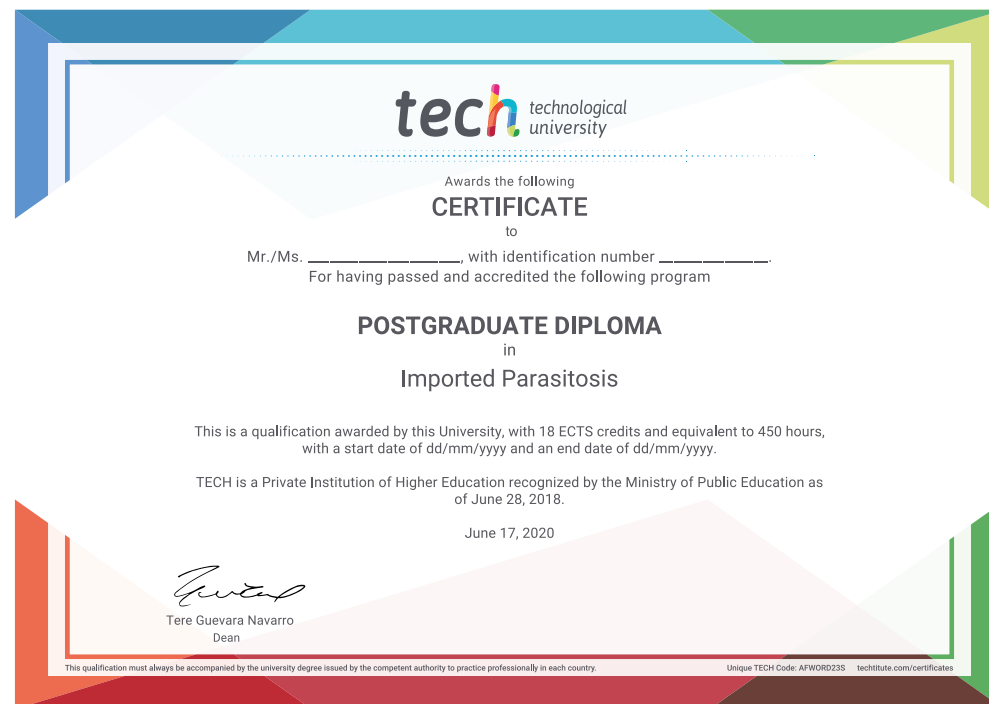 tech technological
university
Awards the following
CERTIFICATE
to
Mr./Ms. ____________________, with identification number ______________.
For having passed and accredited the following program
POSTGRADUATE DIPLOMA
in
Imported Parasitosis
This is a qualification awarded by this University, with 18 ECTS credits and equivalent to 450 hours,
with a start date of dd/mm/yyyy and an end date of dd/mm/yyyy.
TECH is a Private Institution of Higher Education recognized by the Ministry of Public Education as
of June 28, 2018.
June 17, 2020
Tere Guevara Navarro
Dean
This qualification must always be accompanied by the university degree issued by the competent authority to practice professionally in each country.
Unique TECH Code: AFWORD23S techtitute.com/certificates